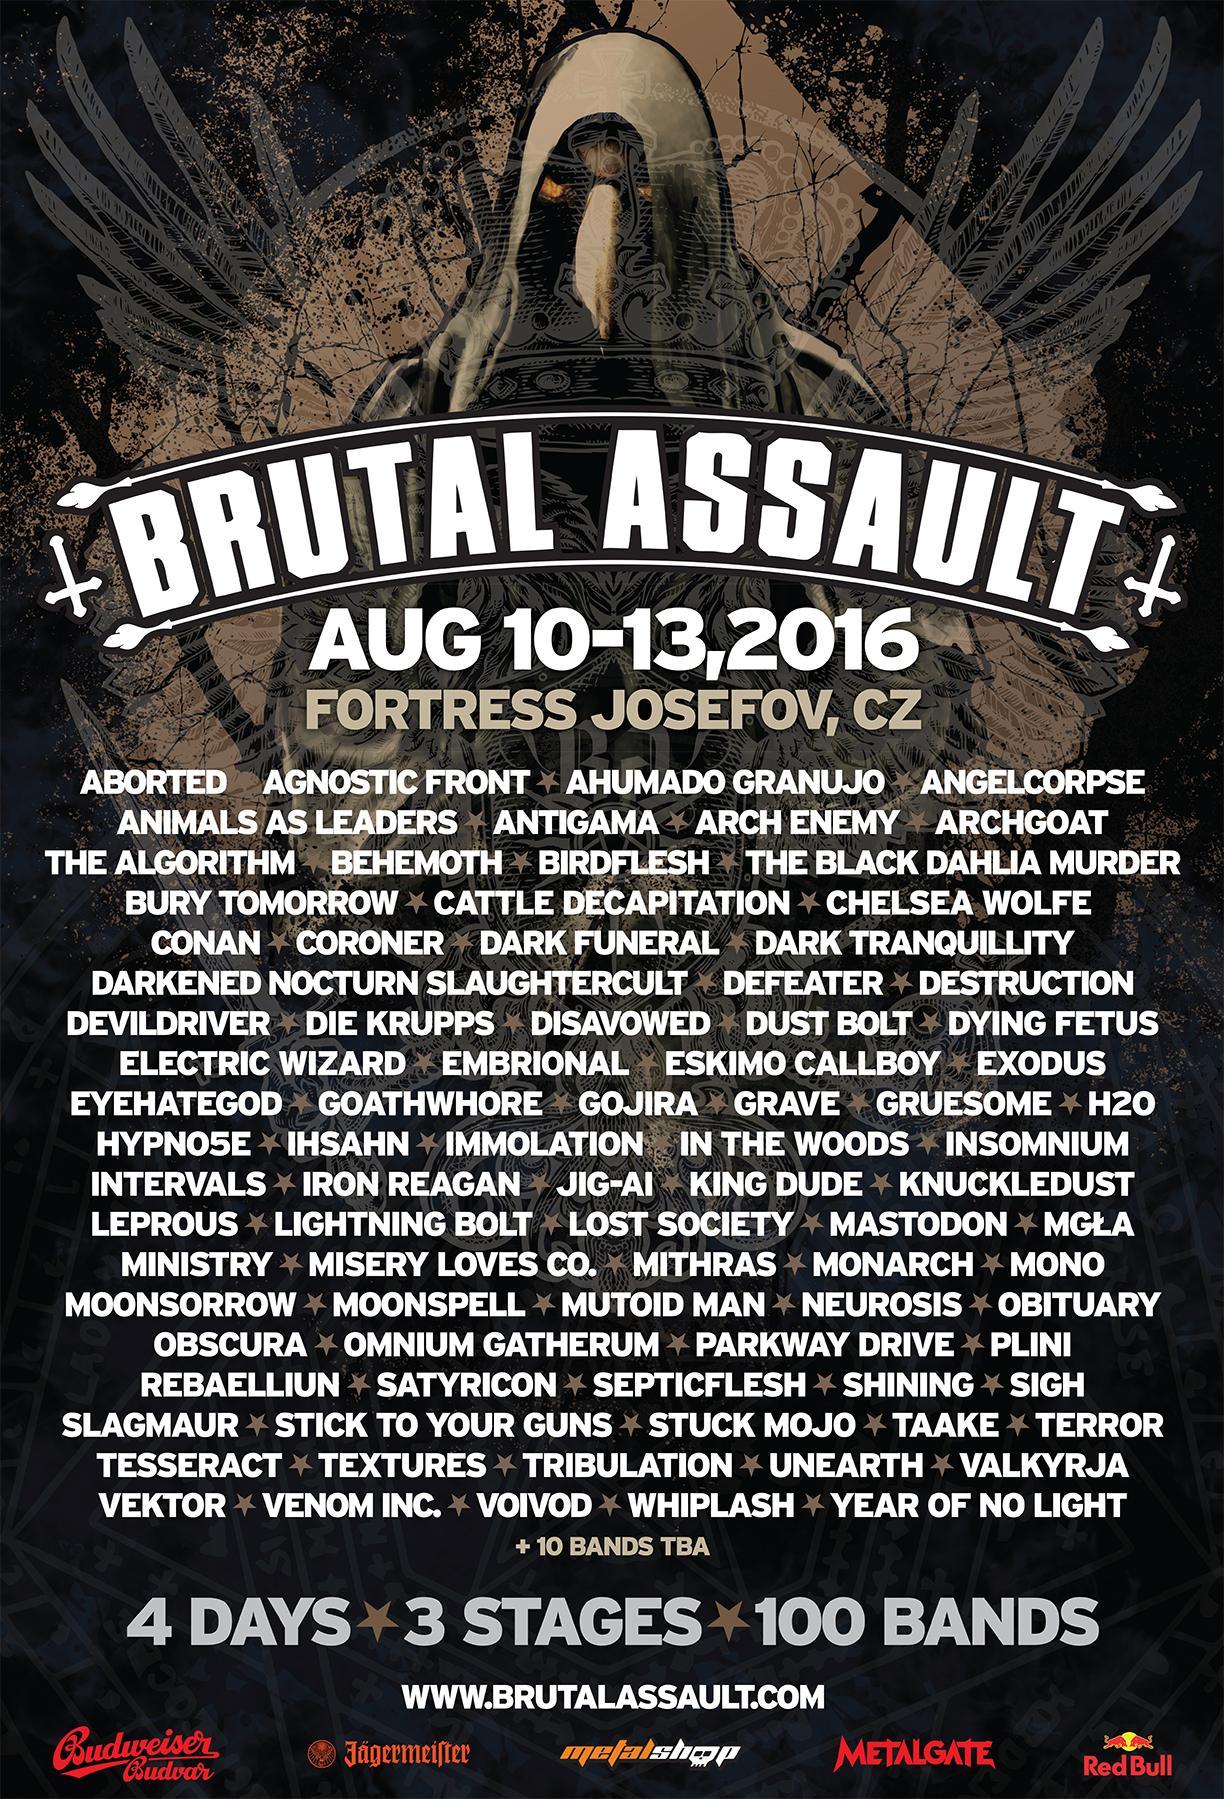 BRUTAL ASSAULT
AUG 10-13,2016
FORTRESS JOSEFOV, CZ
ABORTED AGNOSTIC FRONT ★ AHUMADO GRANUJO ★ ANGELCORPSE
ANIMALS AS LEADERS ★ ANTIGAMA ★ ARCH ENEMY ★ ARCHGOAT
THE ALGORITHM ★ BEHEMOTH ★ BIRDFLESH ★ THE BLACK DAHLIA MURDER
BURY TOMORROW ★ CATTLE DECAPITATION ★ CHELSEA WOLFE
CONAN ★ CORONER ★ DARK FUNERAL ★ DARK TRANQUILLITY
DARKENED NOCTURN SLAUGHTERCULT ★ DEFEATER ★ DESTRUCTION
DEVILDRIVER ★ DIE KRUPPS ★ DISAVOWED ★ DUST BOLT ★ DYING FETUS
ELECTRIC WIZARD ★ EMBRIONAL ★ ESKIMO CALLBOY ★ EXODUS
EYEHATEGOD ★ GOATHWHORE ★ GOJIRA ★ GRAVE ★ GRUESOME ★ H2O
HYPNO5E ★ IHSAHN ★ IMMOLATION ★ IN THE WOODS ★ INSOMNIUM
INTERVALS ★ IRON REAGAN ★ JIG-AI ★ KING DUDE ★ KNUCKLEDUST
LEPROUS ★ LIGHTNING BOLT ★ LOST SOCIETY ★ MASTODON ★ MGŁA
MINISTRY ★ MISERY LOVES CO. ★ MITHRAS ★ MONARCH ★ MONO
MOONSORROW ★ MOONSPELL ★ MUTOID MAN ★ NEUROSIS ★ OBITUARY
OBSCURA ★ OMNIUM GATHERUM ★ PARKWAY DRIVE ★ PLINI
REBAELLIUN ★ SATYRICON ★ SEPTICFLESH ★ SHINING ★ SIGH
SLAGMAUR ★ STICK TO YOUR GUNS ★ STUCK MOJO ★ TAAKE ★ TERROR
TESSERACT ★ TEXTURES ★ TRIBULATION ★ UNEARTH ★ VALKYRJA
VEKTOR ★ VENOM INC. ★ VOIVOD ★ WHIPLASH ★ YEAR OF NO LIGHT
+ 10 BANDS TBA
4 DAYS ★ 3 STAGES ★ 100 BANDS
WWW.BRUTALASSAULT.COM
Budweiser Budvar Jägermeister metalshop METALGATE Red Bull